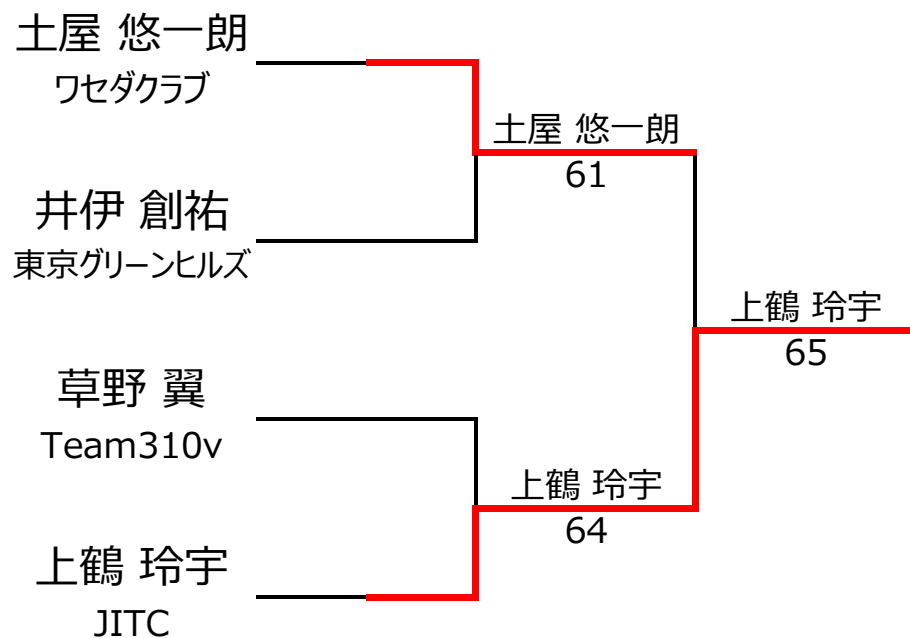 土屋 悠一朗
ワセダクラブ
井伊 創祐
東京グリーンヒルズ
草野 翼
Team310v
上鶴 玲宇
JITC
土屋 悠一朗
61
上鶴 玲宇
64
上鶴 玲宇
65